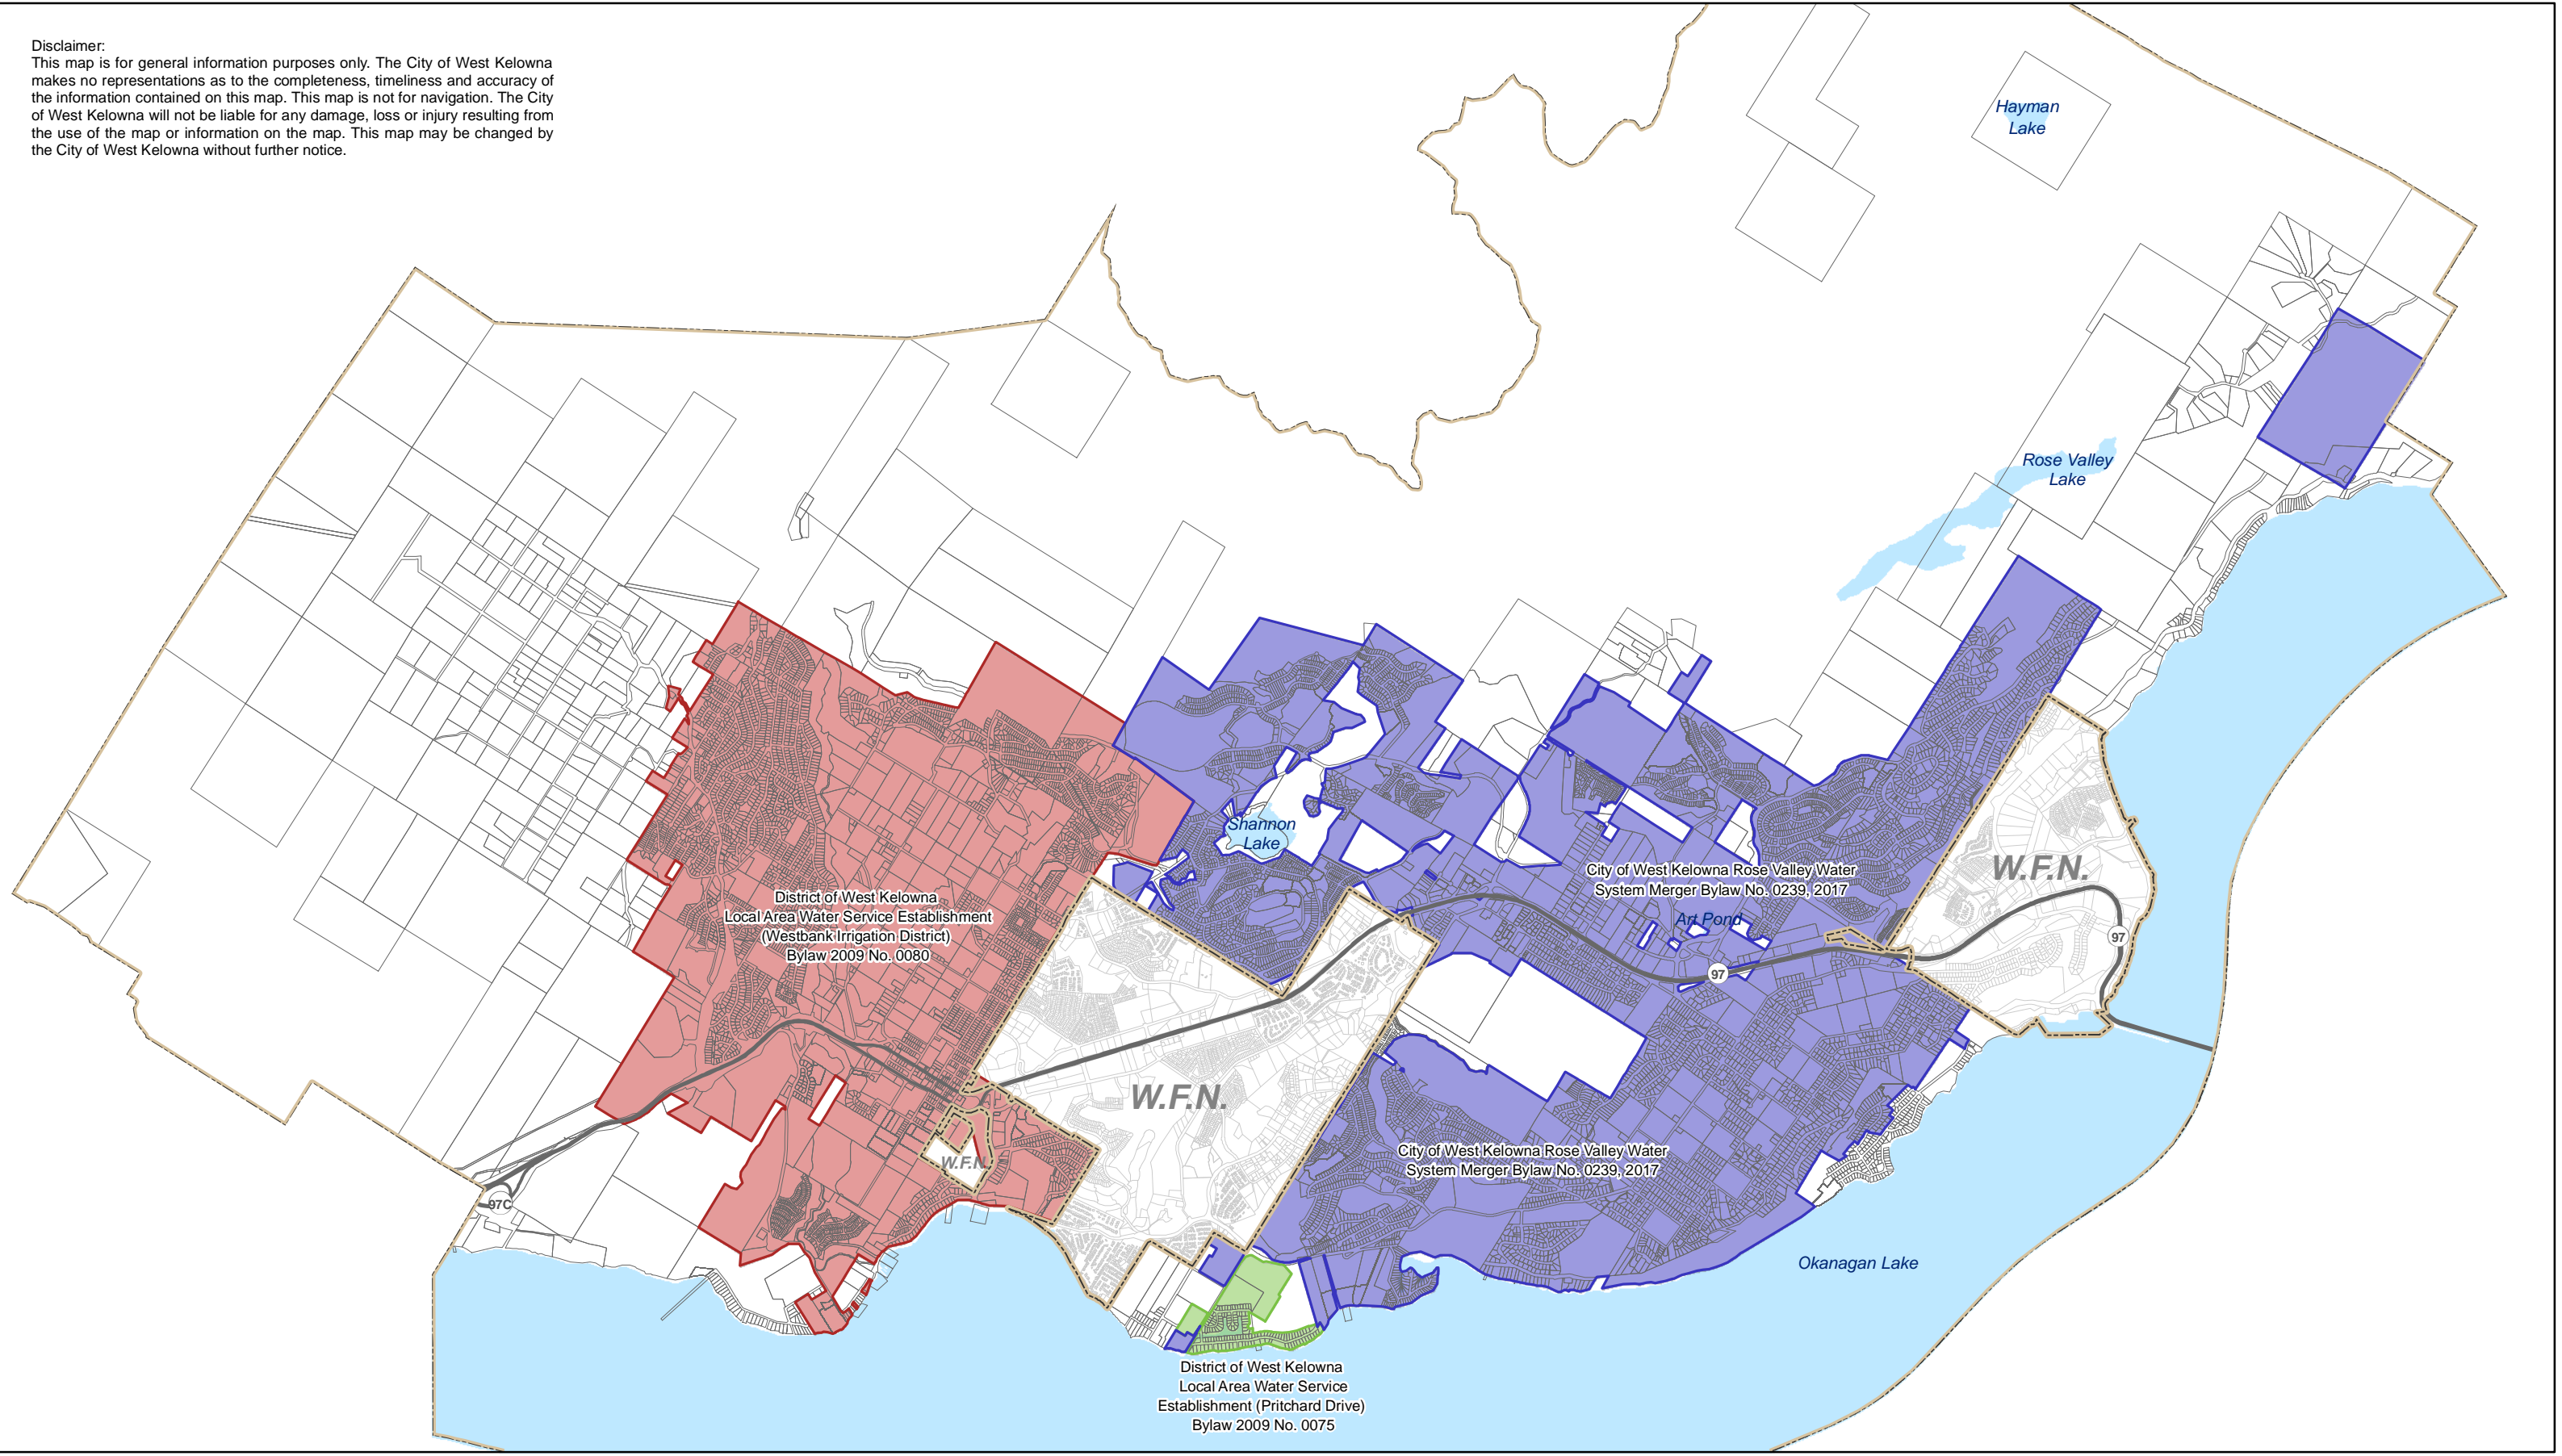 Disclaimer:
This map is for general information purposes only. The City of West Kelowna
makes no representations as to the completeness, timeliness and accuracy of
the information contained on this map. This map is not for navigation. The City
of West Kelowna will not be liable for any damage, loss or injury resulting from
the use of the map or information on the map. This map may be changed by
the City of West Kelowna without further notice.
Hayman
Lake
Rose Valley
Lake
Shannon
Lake
City of West Kelowna Rose Valley Water
System Merger Bylaw No. 0239, 2017
W.F.N.
District of West Kelowna
Local Area Water Service Establishment
(Westbank Irrigation District)
Bylaw 2009 No. 0080
Art Pond
97
97
W.F.N.
City of West Kelowna Rose Valley Water
System Merger Bylaw No. 0239, 2017
W.F.N.
97C
Okanagan Lake
District of West Kelowna
Local Area Water Service
Establishment (Pritchard Drive)
Bylaw 2009 No. 0075